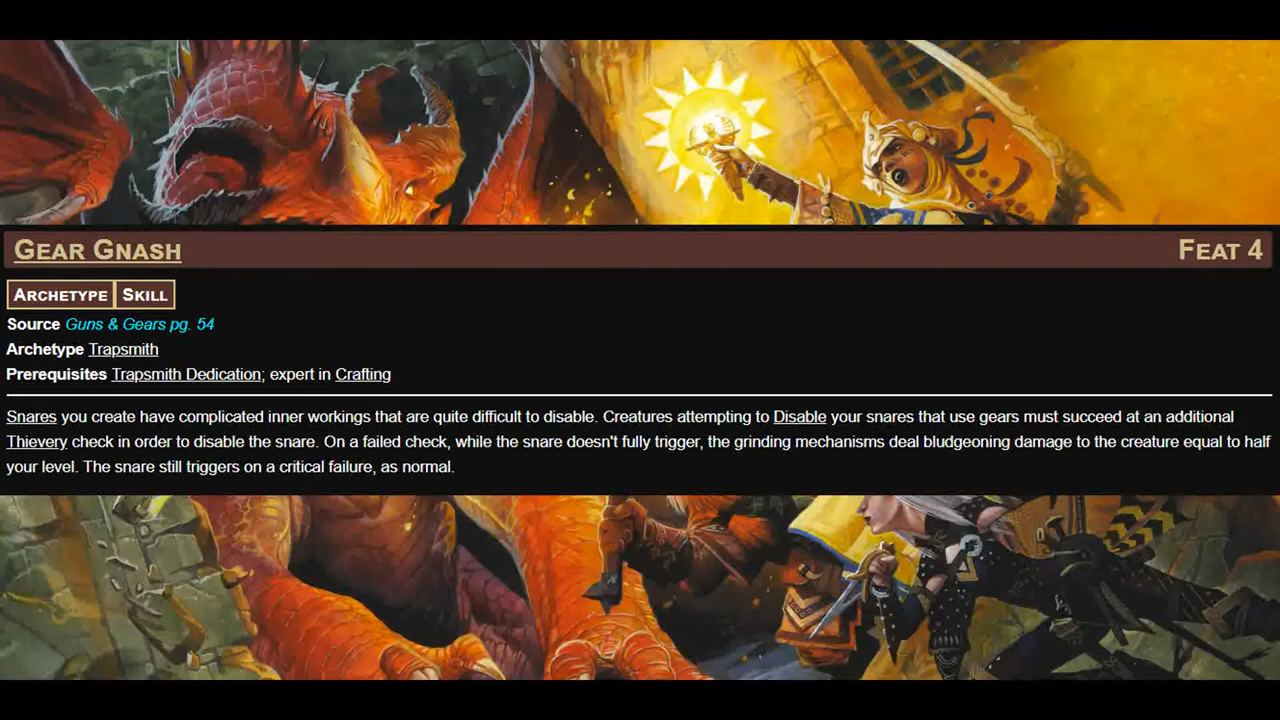 Gear Gnash Feat 4
Archetype Skill
Source Guns & Gears pg. 54
Archetype Trapsmith
Prerequisites Trapsmith Dedication; expert in Crafting
Snares you create have complicated inner workings that are quite difficult to disable. Creatures attempting to Disable your snares that use gears must succeed at an additional
Thievery check in order to disable the snare. On a failed check, while the snare doesn't fully trigger, the grinding mechanisms deal bludgeoning damage to the creature equal to half
your level. The snare still triggers on a critical failure, as normal.